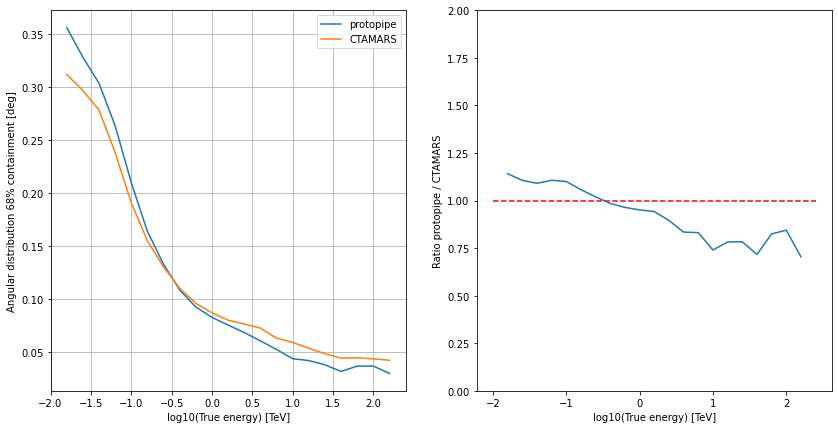 Angular distribution 68% containment [deg]
0.35
0.30
0.25
0.20
0.15
0.10
0.05
protopipe
CTAMARS
−2.0 −1.5 −1.0 −0.5 0.0 0.5 1.0 1.5 2.0
log10(True energy) [TeV]
Ratio protopipe / CTAMARS
2.00
1.75
1.50
1.25
1.00
0.75
0.50
0.25
0.00
−2 −1 0 1 2
log10(True energy) [TeV]